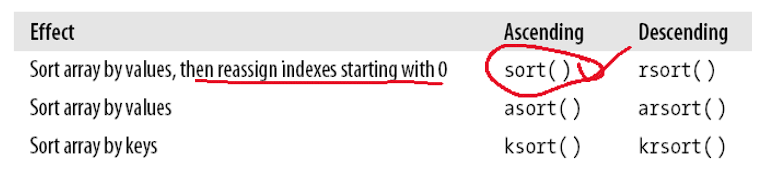 Effect Ascending Descending
Sort array by values, then reassign indexes starting with 0 sort() rsort()
Sort array by values asort() arsort()
Sort array by keys ksort() krsort()